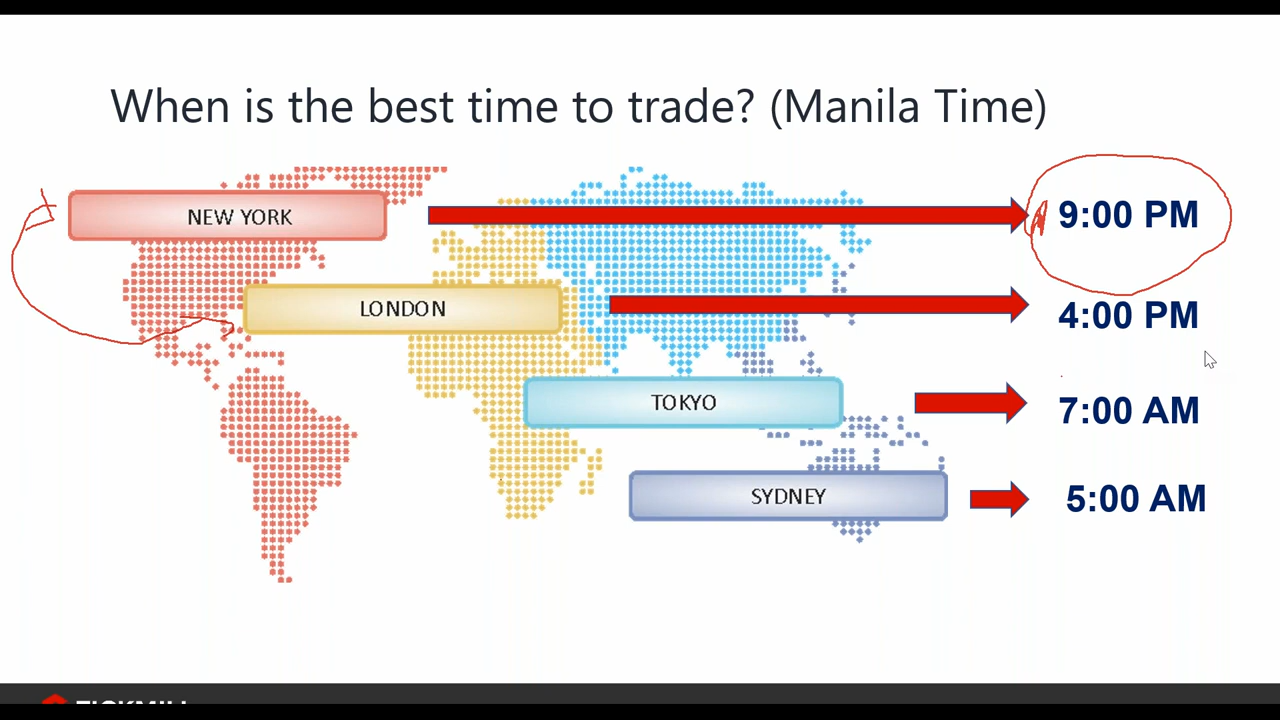 When is the best time to trade? (Manila Time)
NEW YORK
9:00 PM
LONDON
4:00 PM
TOKYO
7:00 AM
SYDNEY
5:00 AM
TICKMILL